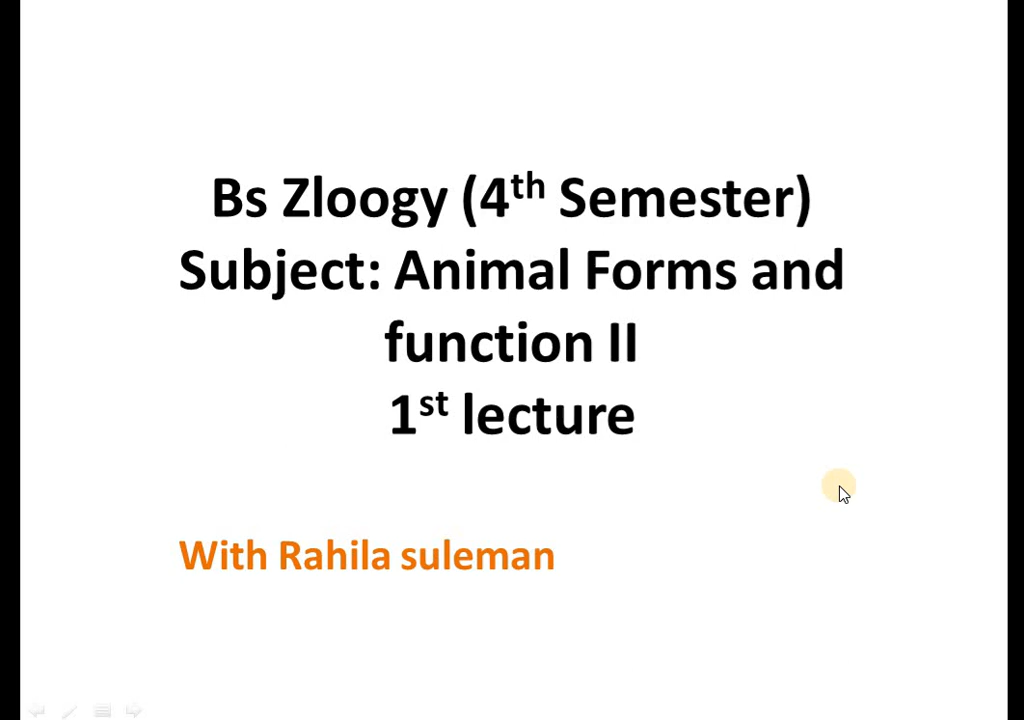 Bs Zloogy (4th Semester)
Subject: Animal Forms and
function II
1st lecture
With Rahila suleman